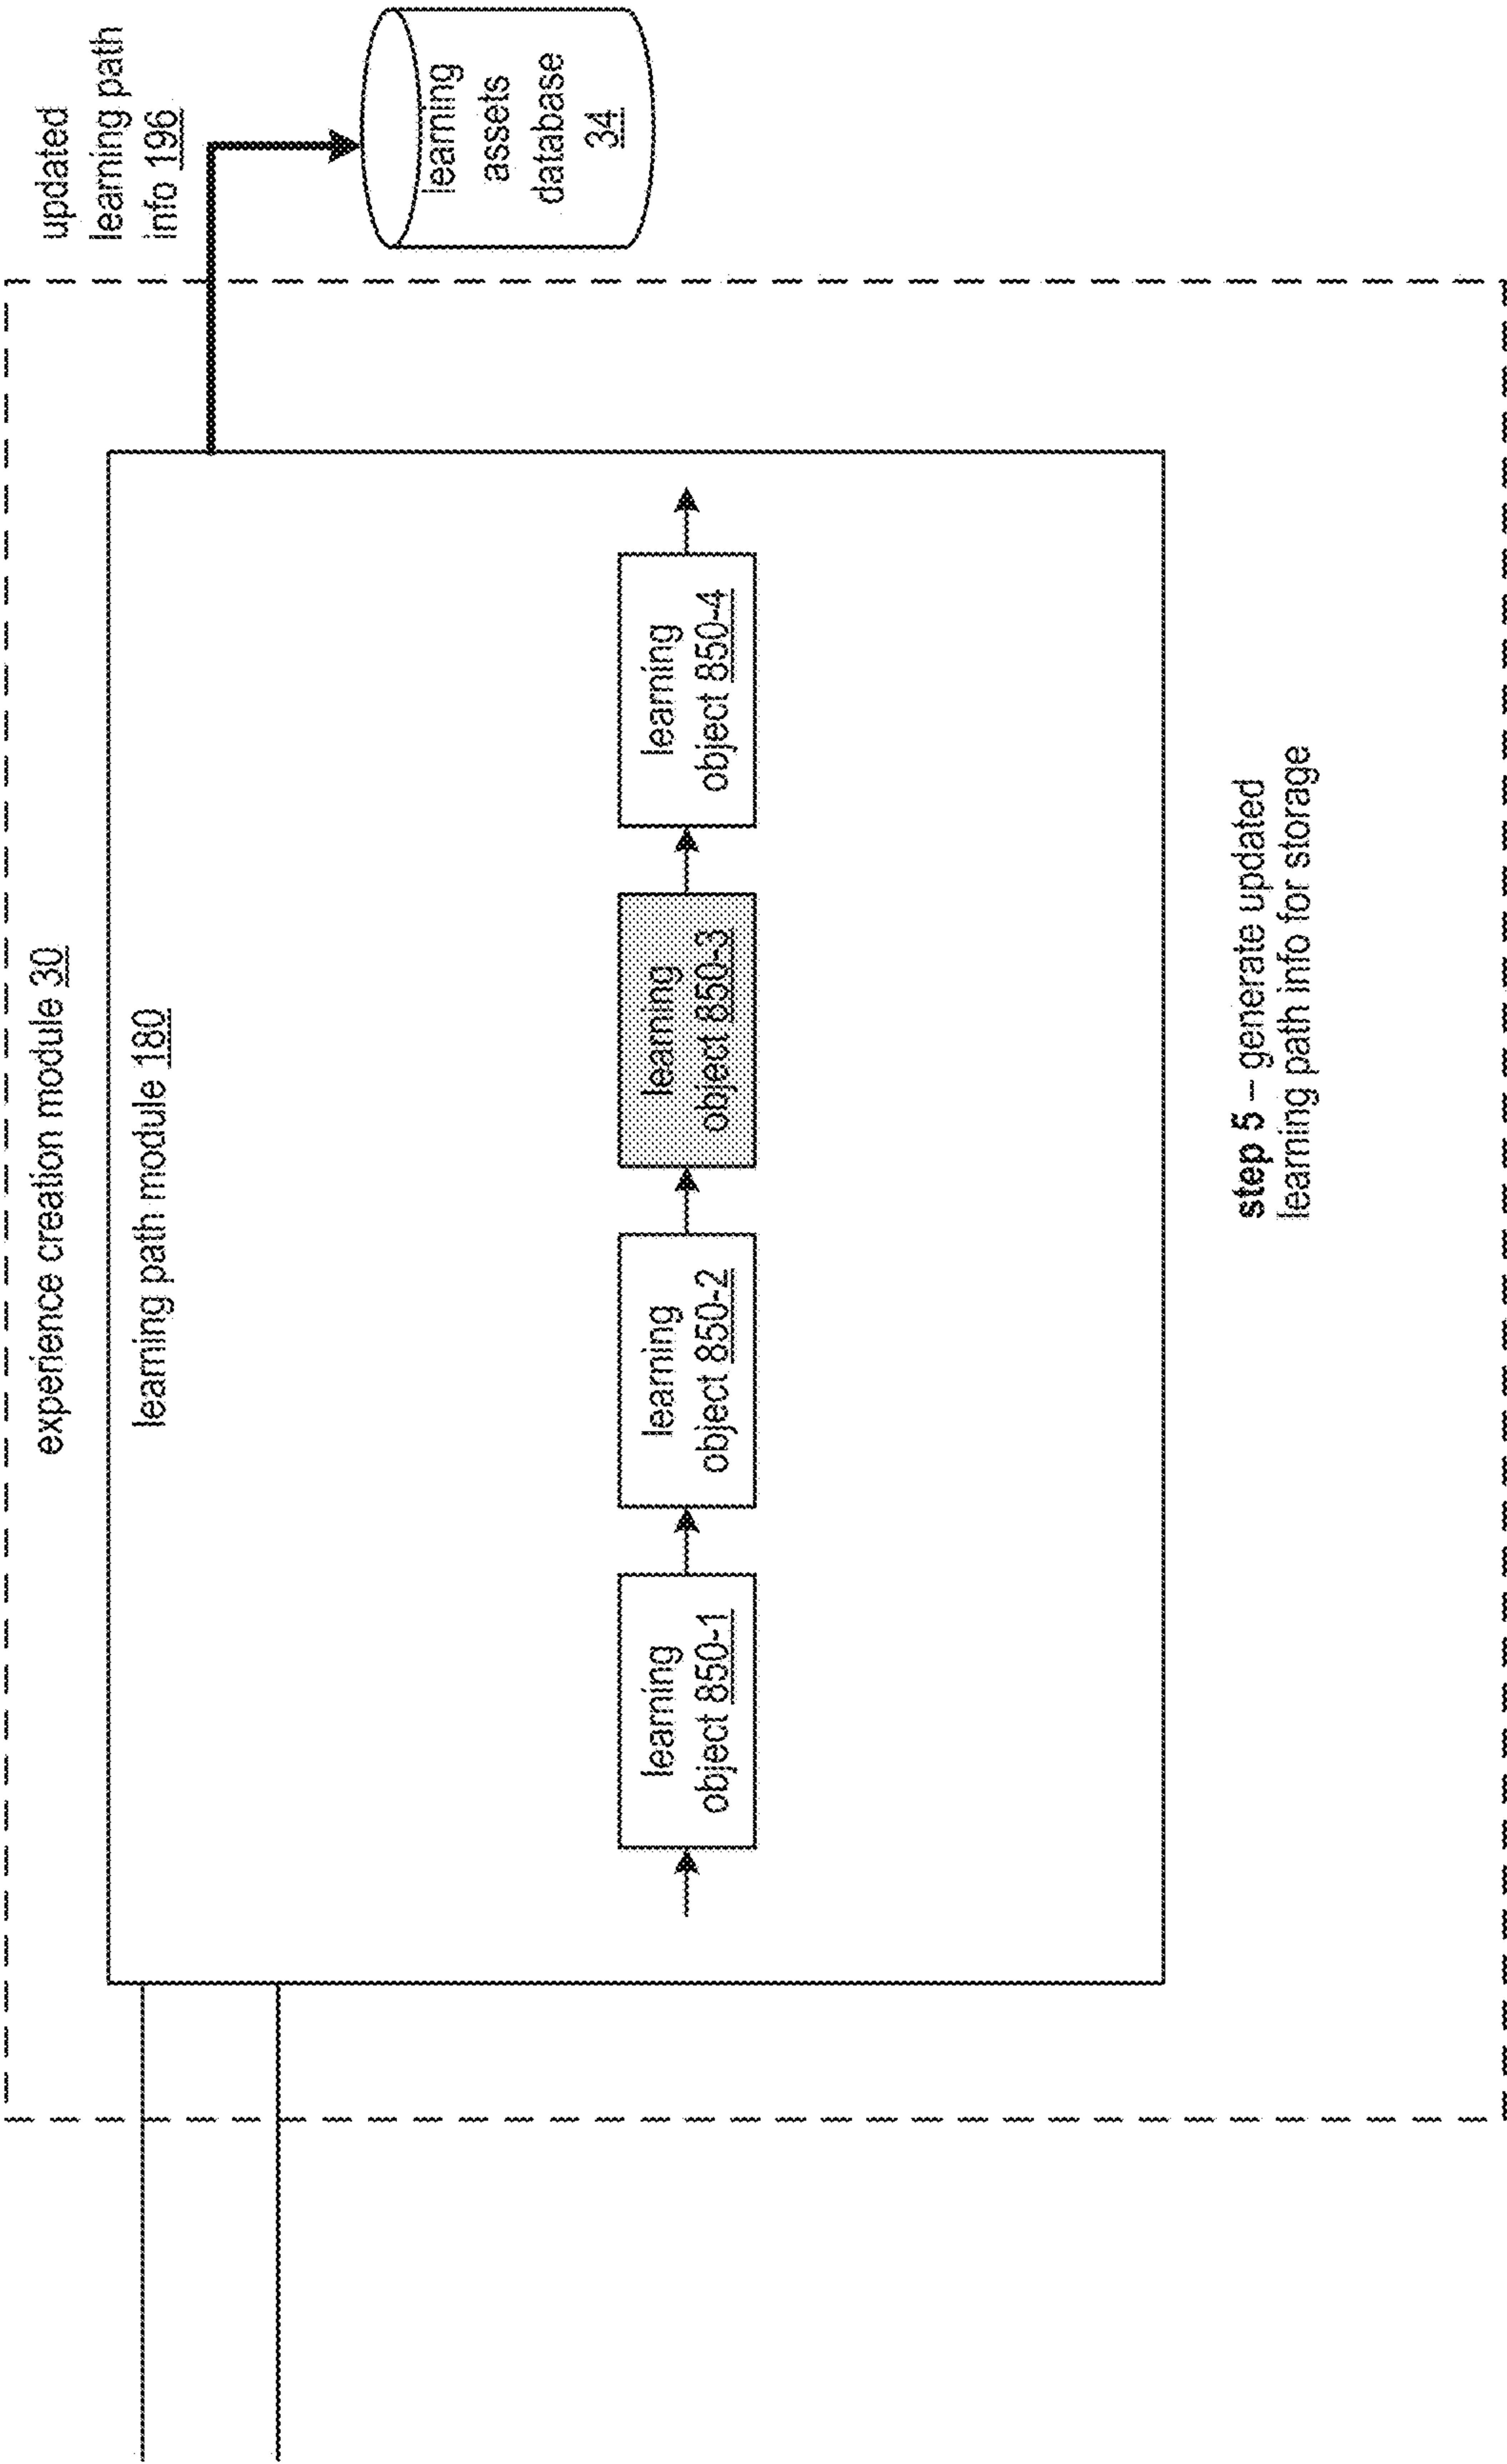 experience creation module 30
learning path module 180
learning
object 850-1
learning
object 850-2
learning
object 850-3
learning
object 850-4
updated
learning path
info 196
learning
assets
database
34
step 5 – generate updated
learning path info for storage